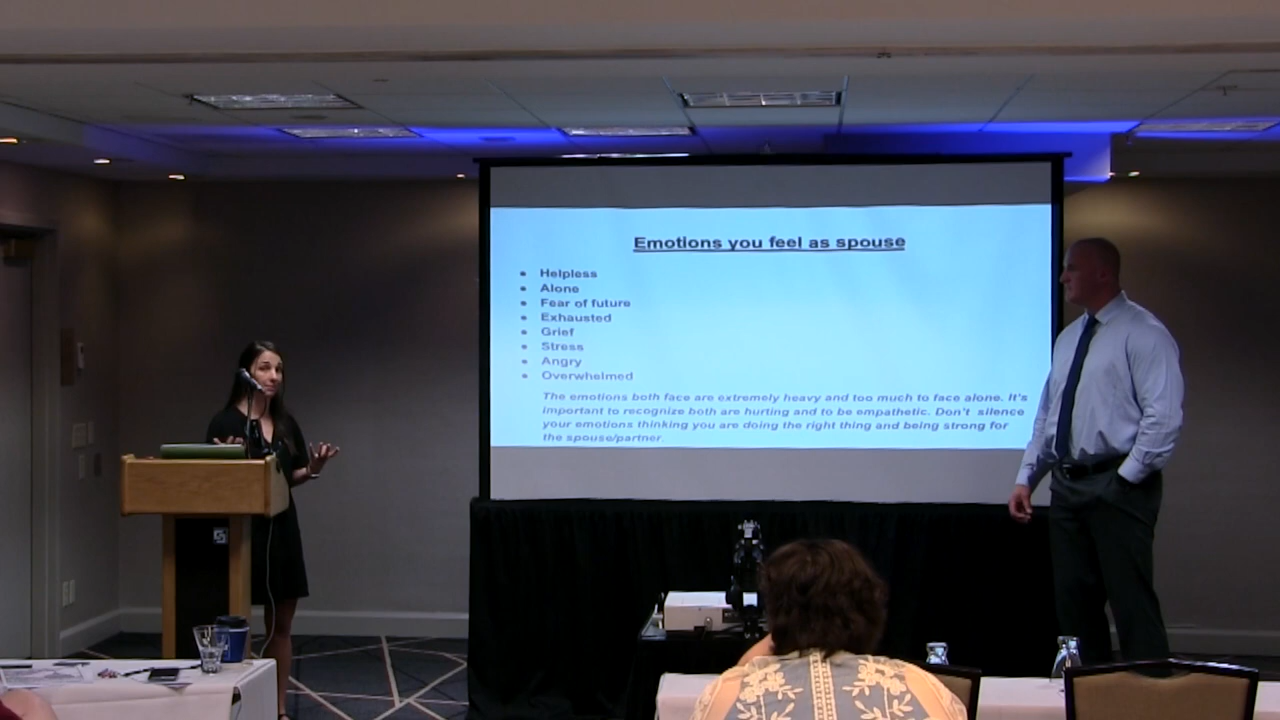 Emotions you feel as spouse
• Helpless
• Alone
• Fear of future
• Exhausted
• Grief
• Stress
• Angry
• Overwhelmed
The emotions both face are extremely heavy and too much to face alone. It's
important to recognize both are hurting and to be empathetic. Don't silence
your emotions thinking you are doing the right thing and being strong for
the spouse/partner.